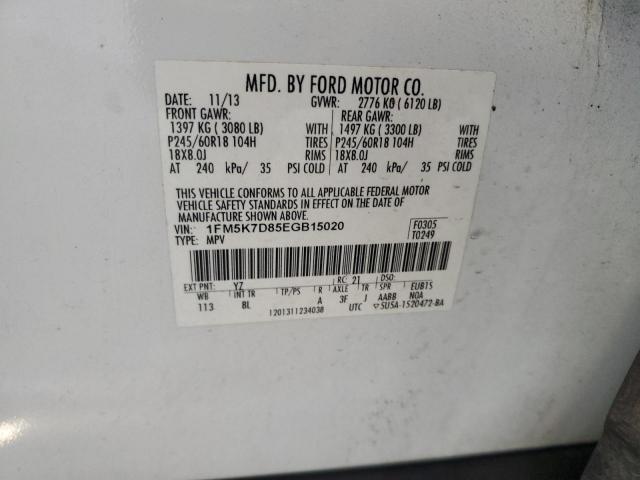 MFD. BY FORD MOTOR CO.
DATE: 11/13 GVWR: 2776 KG ( 6120 LB)
FRONT GAWR: REAR GAWR:
1397 KG ( 3080 LB) WITH 1497 KG ( 3300 LB) WITH
P245/60R18 104H TIRES P245/60R18 104H TIRES
18X8.0J RIMS 18X8.0J RIMS
AT 240 kPa/ 35 PSI COLD AT 240 kPa/ 35 PSI COLD
THIS VEHICLE CONFORMS TO ALL APPLICABLE FEDERAL MOTOR
VEHICLE SAFETY STANDARDS IN EFFECT ON THE DATE OF
MANUFACTURE SHOWN ABOVE.
VIN: 1FM5K7D85EGB15020 F0305
TYPE: MPV T0249
EXT PNT: YZ RC: 21 DSO:
WB INT TR TP/PS R AXLE TR SPR EUB15
113 BL A 3F J AABB N0A
1201311234038 UTC ▽5U5A-1520472-BA